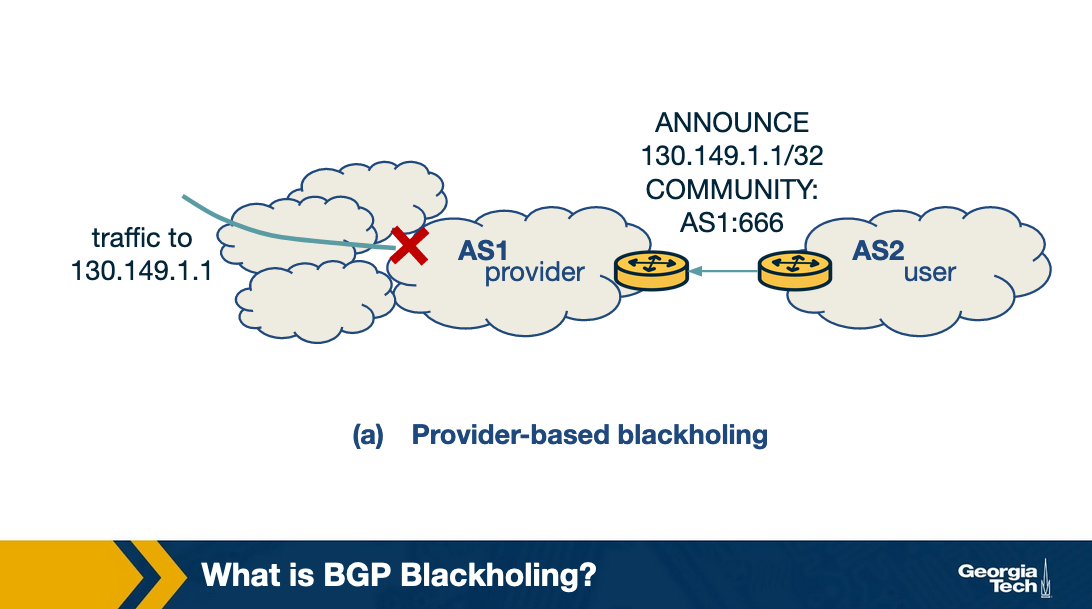 ANNOUNCE
130.149.1.1/32
COMMUNITY:
AS1:666
traffic to
130.149.1.1
AS1
provider
AS2
user
(a) Provider-based blackholing
What is BGP Blackholing?
Georgia
Tech